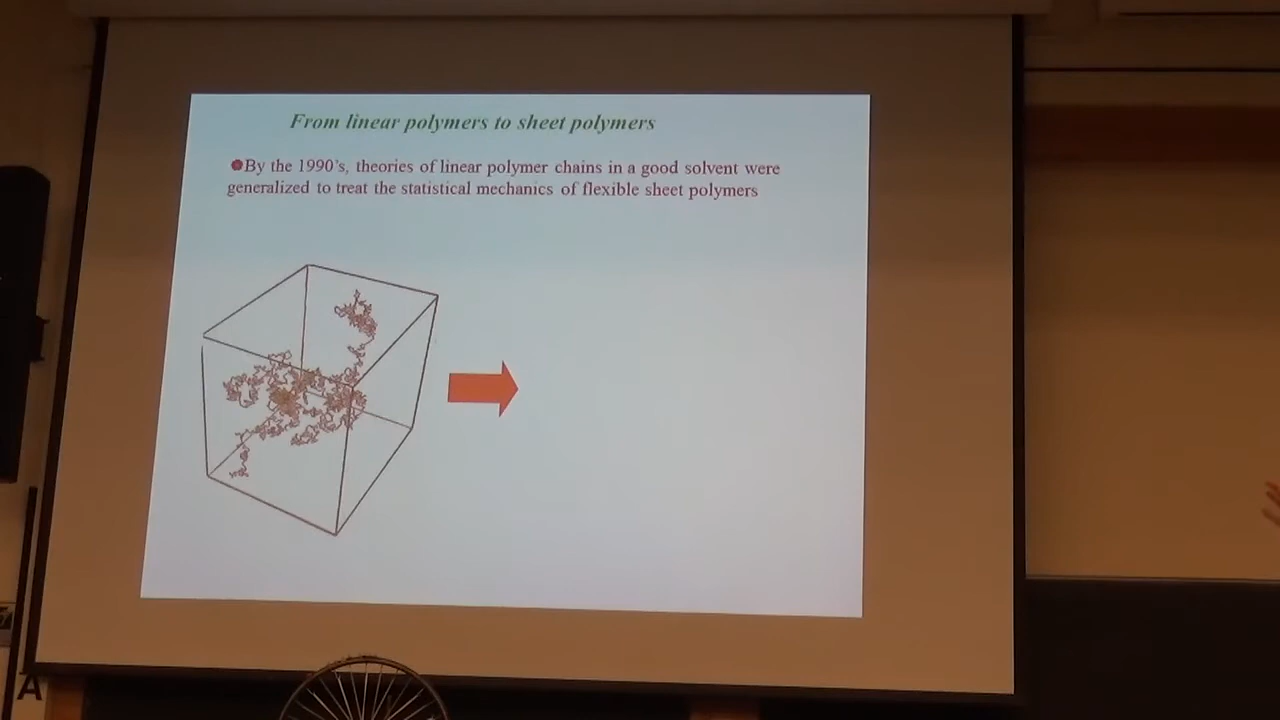 From linear polymers to sheet polymers
By the 1990's, theories of linear polymer chains in a good solvent were
generalized to treat the statistical mechanics of flexible sheet polymers
A